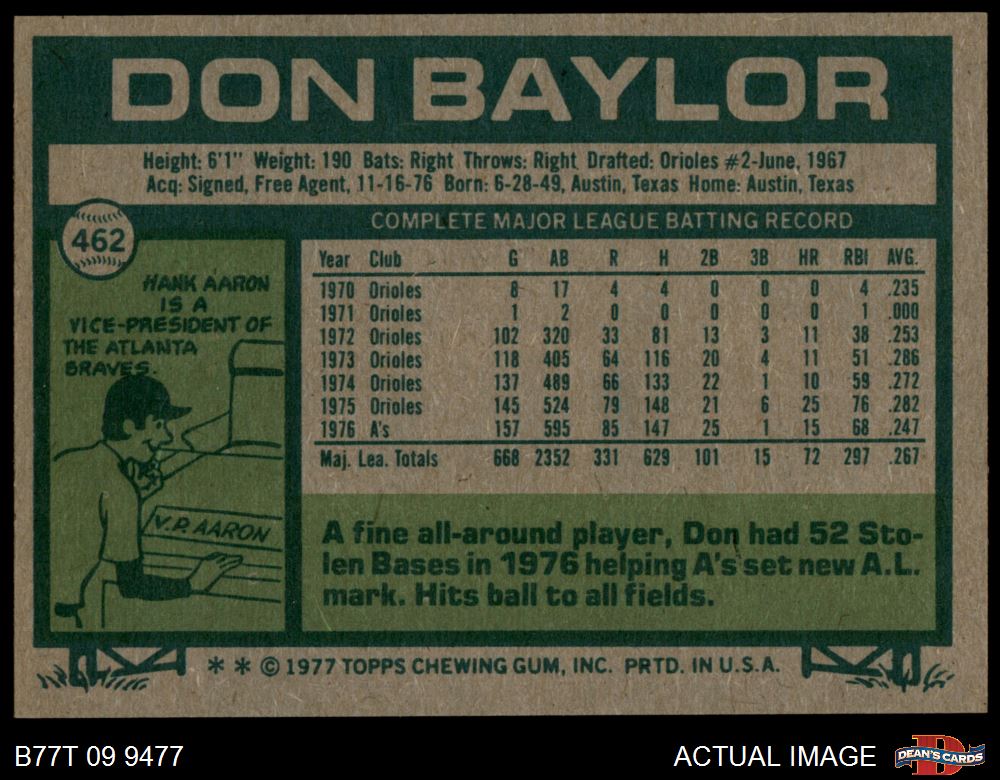 DON BAYLOR
Height: 6'1" Weight: 190 Bats: Right Throws: Right Drafted: Orioles #2-June, 1967
Acq: Signed, Free Agent, 11-16-76 Born: 6-28-49, Austin, Texas Home: Austin, Texas
462
COMPLETE MAJOR LEAGUE BATTING RECORD
HANK AARON
IS A
VICE-PRESIDENT OF
THE ATLANTA
BRAVES.
V.P. AARON
Year Club G AB R H 2B 3B HR RBI AVG.
1970 Orioles 8 17 4 4 0 0 0 4 .235
1971 Orioles 1 2 0 0 0 0 0 1 .000
1972 Orioles 102 320 33 81 13 3 11 38 .253
1973 Orioles 118 405 64 116 20 4 11 51 .286
1974 Orioles 137 489 66 133 22 1 10 59 .272
1975 Orioles 145 524 79 148 21 6 25 76 .282
1976 A's 157 595 85 147 25 1 15 68 .247
Maj. Lea. Totals 668 2352 331 629 101 15 72 297 .267
A fine all-around player, Don had 52 Sto-
len Bases in 1976 helping A's set new A.L.
mark. Hits ball to all fields.
* * © 1977 TOPPS CHEWING GUM, INC. PRTD. IN U.S.A.
B77T 09 9477
ACTUAL IMAGE
D
DEAN'S CARDS